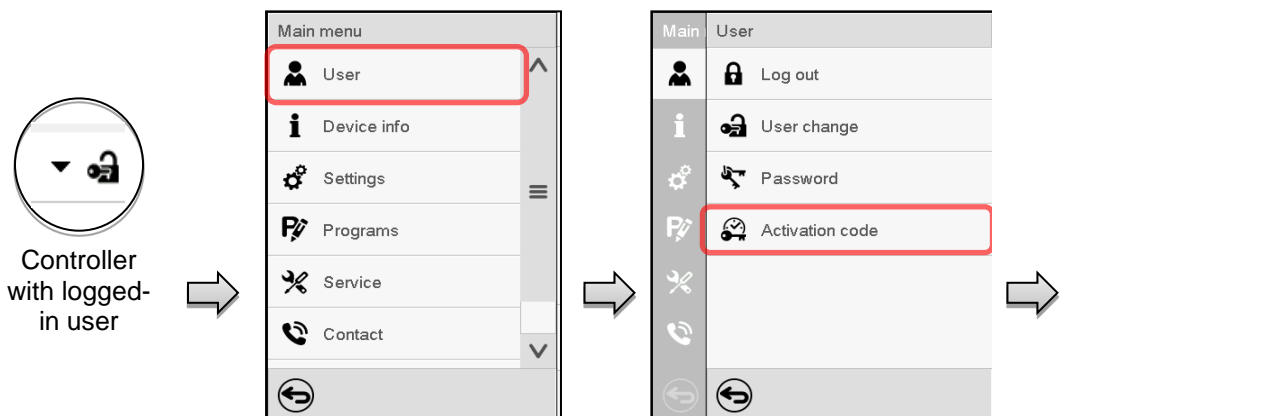 Controller
with logged-
in user
Main menu
User
Device info
Settings
Programs
Service
Contact
Main
User
Log out
User change
Password
Activation code